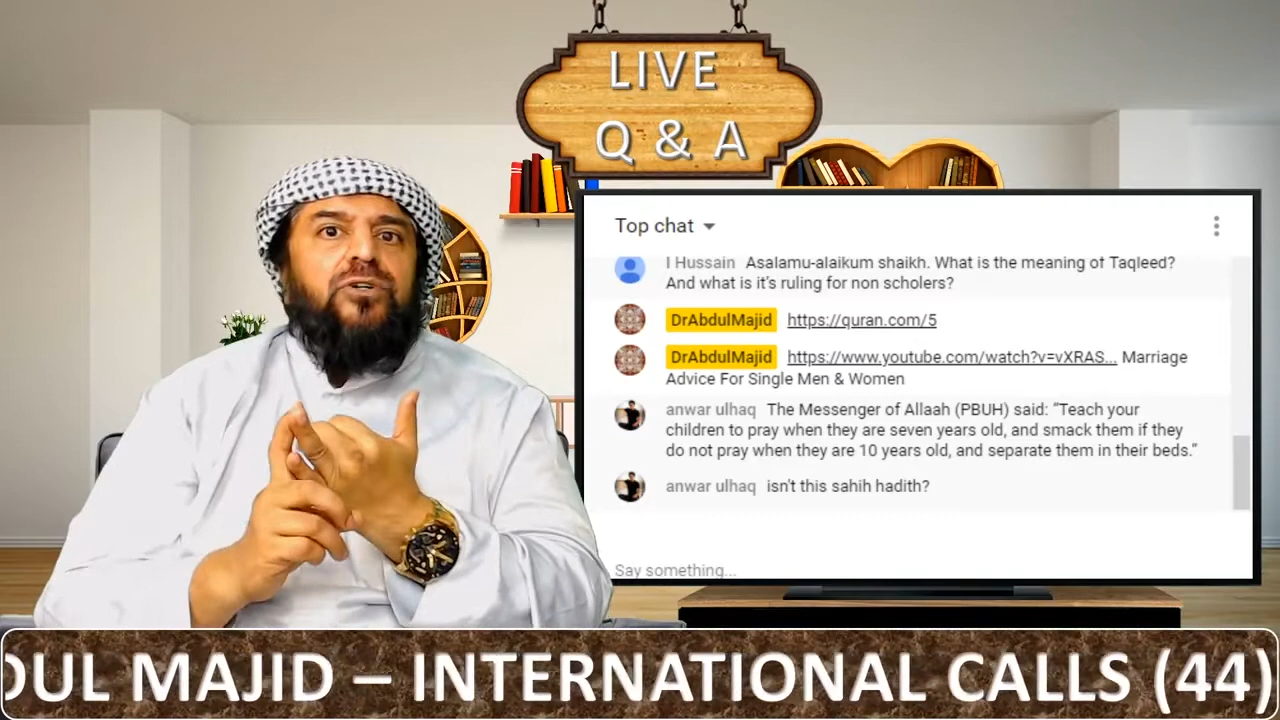 LIVE
Q & A
Top chat
I Hussain Asalamu-alaikum shaikh. What is the meaning of Taqleed?
And what is it's ruling for non scholers?
DrAbdulMajid https://quran.com/5
DrAbdulMajid https://www.youtube.com/watch?v=vXRAS... Marriage
Advice For Single Men & Women
anwar ulhaq The Messenger of Allaah (PBUH) said: “Teach your
children to pray when they are seven years old, and smack them if they
do not pray when they are 10 years old, and separate them in their beds.”
anwar ulhaq isn't this sahih hadith?
Say something...
DUL MAJID – INTERNATIONAL CALLS (44)